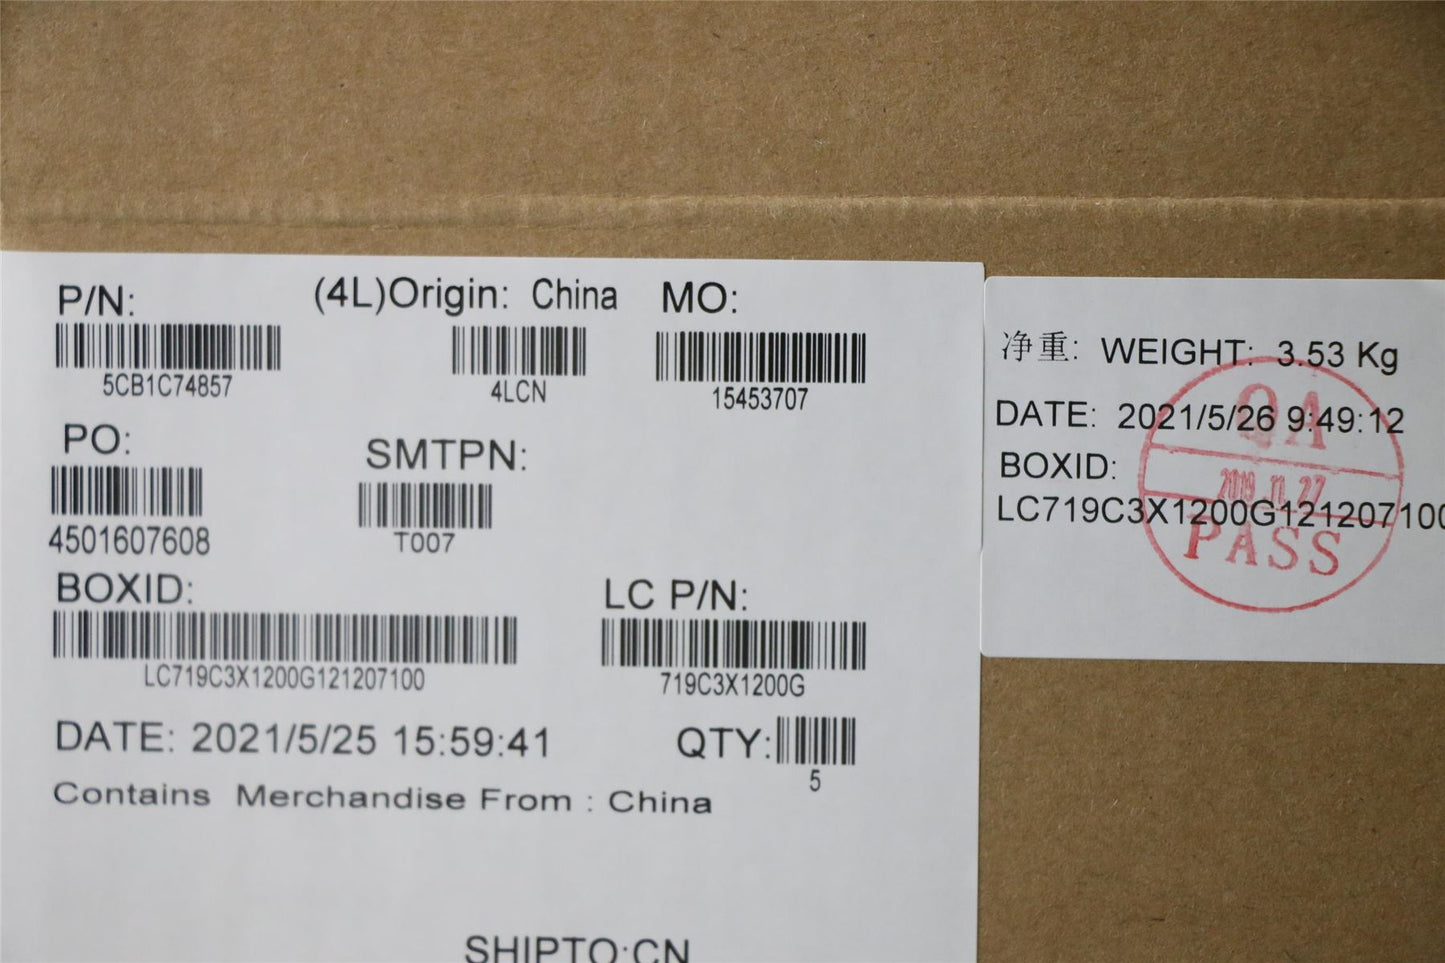 P/N: (4L)Origin: China MO:
5CB1C74857 4LCN 15453707
PO: SMTPN:
4501607608 T007
BOXID: LC P/N:
LC719C3X1200G121207100 719C3X1200G
DATE: 2021/5/25 15:59:41 QTY:
5
Contains Merchandise From : China
SHIPTO:CN
净重: WEIGHT: 3.53 Kg
DATE: 2021/5/26 9:49:12
BOXID:
LC719C3X1200G12120710
QA
PASS